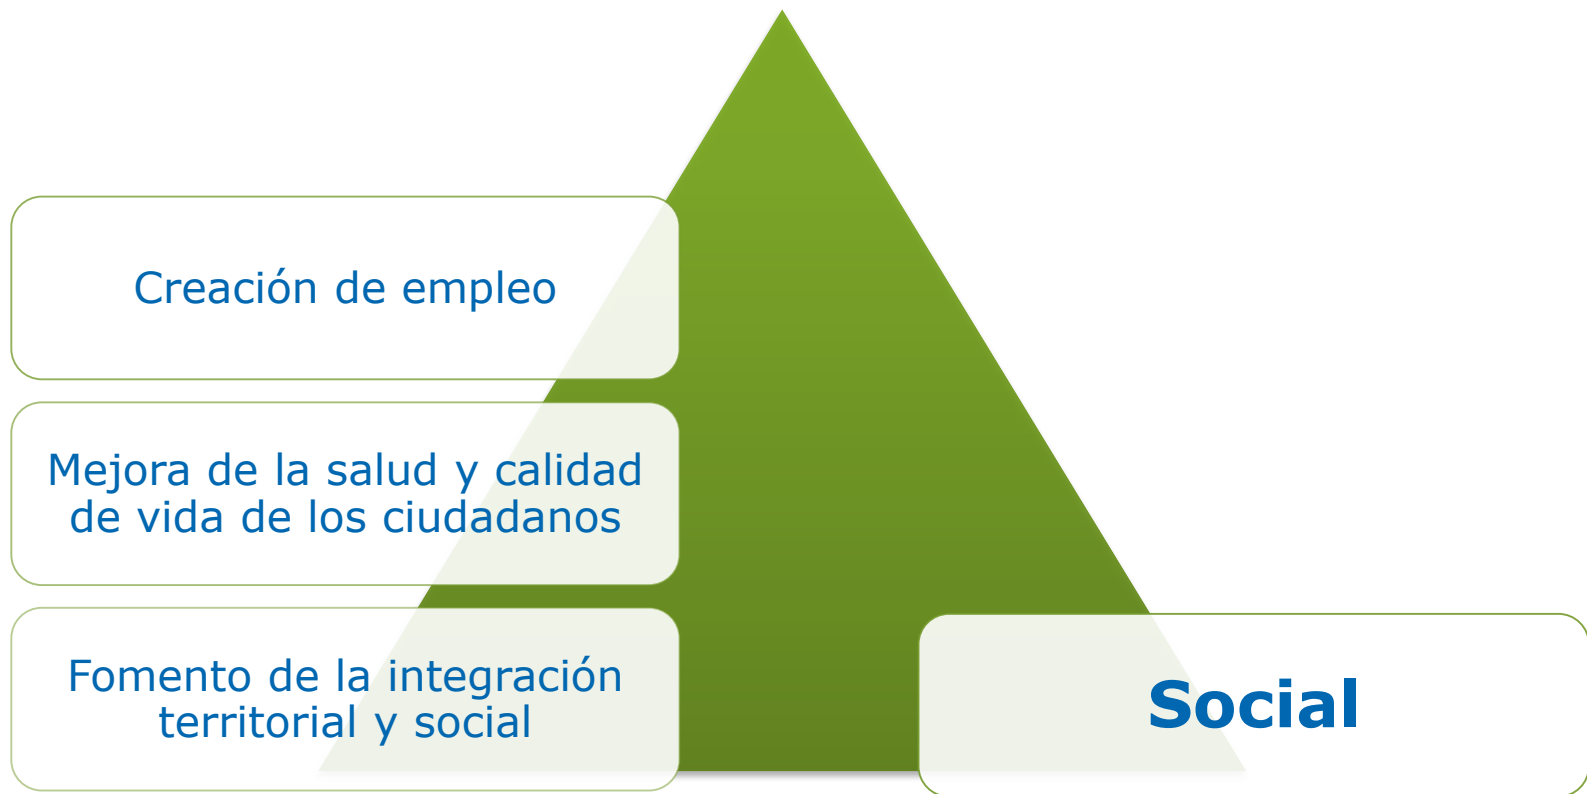 Creación de empleo
Mejora de la salud y calidad
de vida de los ciudadanos
Fomento de la integración
territorial y social
Social